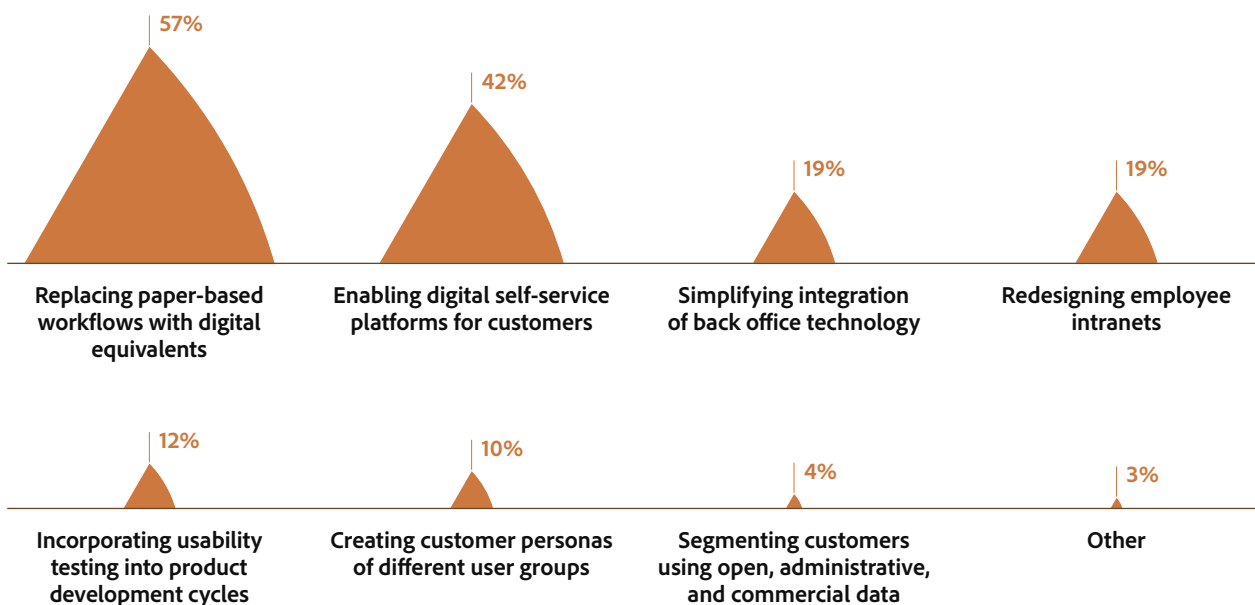 57%
42%
19%
19%
Replacing paper-based
workflows with digital
equivalents
Enabling digital self-service
platforms for customers
Simplifying integration
of back office technology
Redesigning employee
intranets
12%
10%
4%
3%
Incorporating usability
testing into product
development cycles
Creating customer personas
of different user groups
Segmenting customers
using open, administrative,
and commercial data
Other